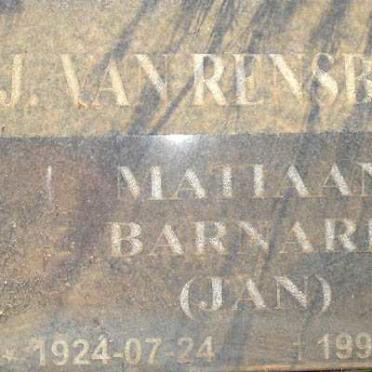 J. VAN RENSB
MATTAAN
BARNARD
(JAN)
1924-07-24 199